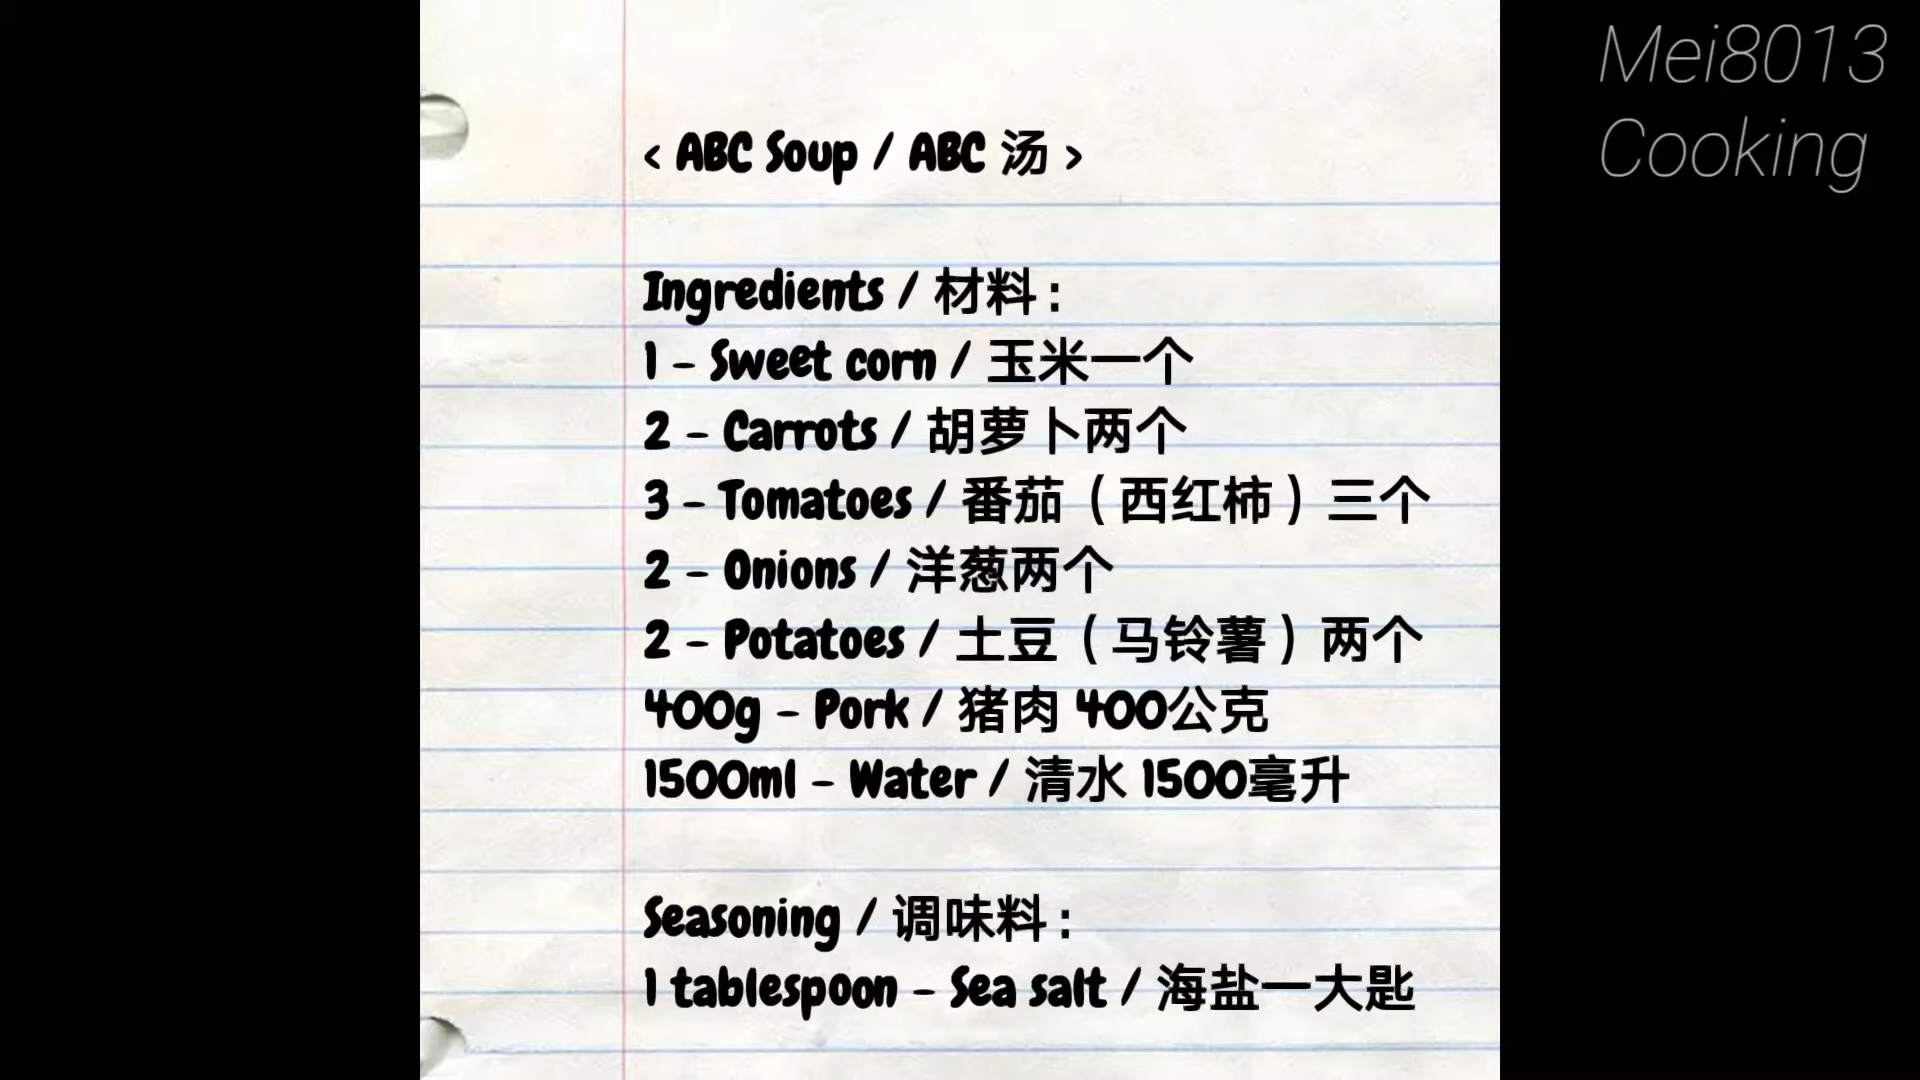 Mei8013
Cooking
< ABC Soup / ABC 汤 >
Ingredients / 材料 :
1 - Sweet corn / 玉米一个
2 - Carrots / 胡萝卜两个
3 - Tomatoes / 番茄（西红柿）三个
2 - Onions / 洋葱两个
2 - Potatoes / 土豆（马铃薯）两个
400g - Pork / 猪肉 400公克
1500ml - Water / 清水 1500毫升
Seasoning / 调味料 :
1 tablespoon - Sea salt / 海盐一大匙